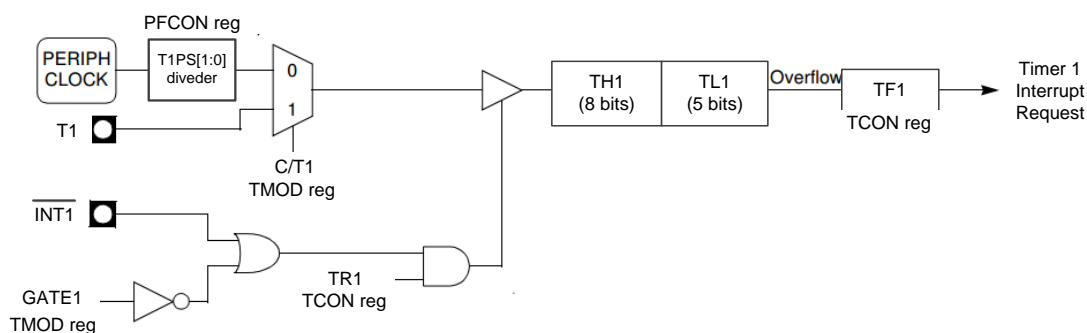 PFCON reg
PERIPH
CLOCK
T1PS[1:0]
diveder
0
1
T1
C/T1
TMOD reg
TH1
(8 bits)
TL1
(5 bits)
Overflow
TF1
TCON reg
Timer 1
Interrupt
Request
INT1
TR1
TCON reg
GATE1
TMOD reg